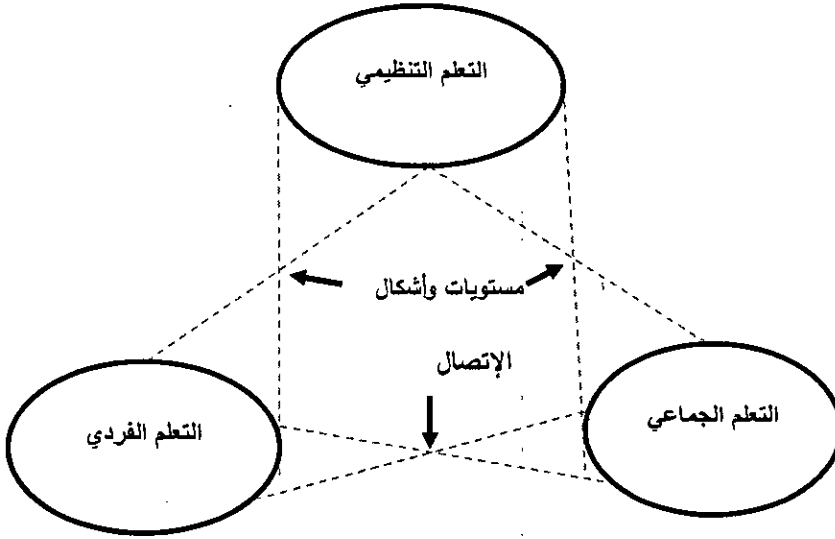 التعلم التنظيمي
مستويات وأشكال
الإتصال
التعلم الجماعي
التعلم الفردي